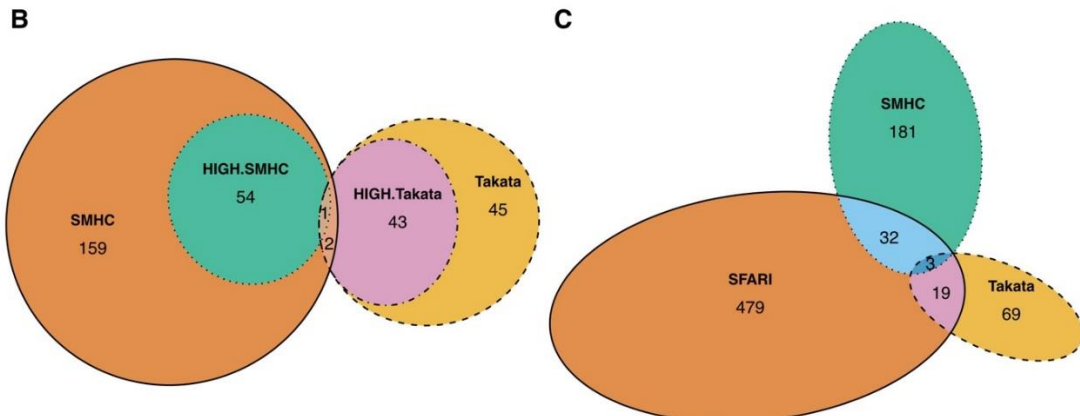 B
HIGH.SMHC
54
SMHC
159
1
2
HIGH.Takata
43
Takata
45
C
SMHC
181
32
3
19
SFARI
479
Takata
69